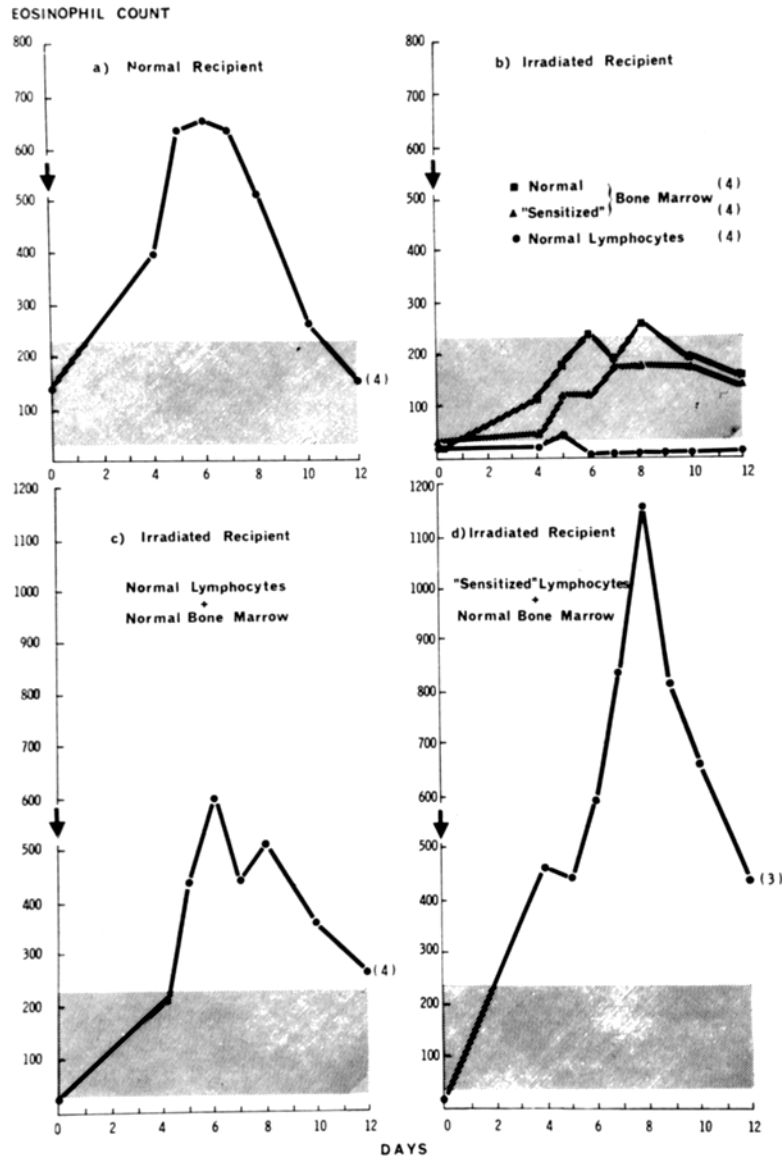 EOSINOPHIL COUNT
800
700
600
500
400
300
200
100
a) Normal Recipient
(4)
0 2 4 6 8 10 12
800
700
600
500
400
300
200
100
b) Irradiated Recipient
Normal
"Sensitized"
Bone Marrow
(4)
(4)
Normal Lymphocytes (4)
0 2 4 6 8 10 12
1200
1100
1000
900
800
700
600
500
400
300
200
100
c) Irradiated Recipient
Normal Lymphocytes
+
Normal Bone Marrow
(4)
0 2 4 6 8 10 12
1200
1100
1000
900
800
700
600
500
400
300
200
100
d) Irradiated Recipient
"Sensitized" Lymphocytes
+
Normal Bone Marrow
(3)
0 2 4 6 8 10 12
DAYS